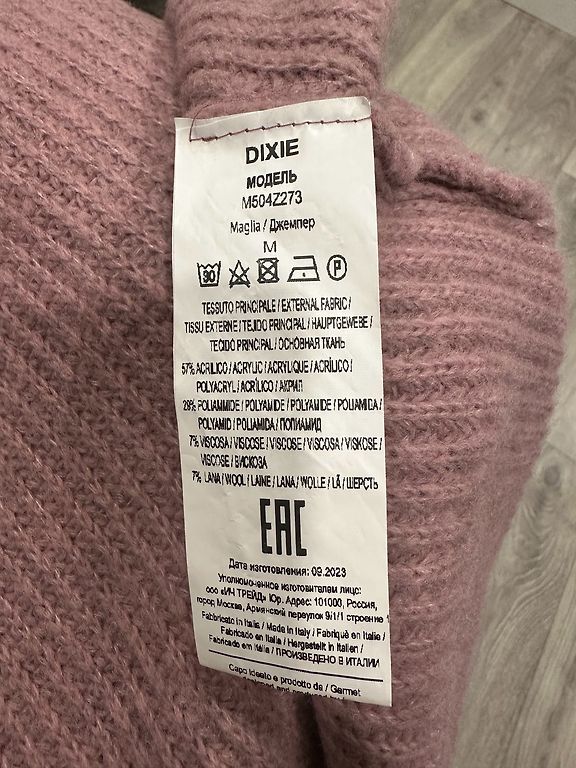 DIXIE
МОДЕЛЬ
M504Z273
Maglia / Джемпер
M
30 P
TESSUTO PRINCIPALE / EXTERNAL FABRIC /
TISSU EXTERNE / TEJIDO PRINCIPAL / HAUPTGEWEBE /
TECIDO PRINCIPAL / ОСНОВНАЯ ТКАНЬ
57% ACRILICO / ACRYLIC / ACRYLIQUE / ACRÍLICO /
POLYACRYL / ACRÍLICO / АКРИЛ
29% POLIAMMIDE / POLYAMIDE / POLYAMIDE / POLIAMIDA /
POLYAMID / POLIAMIDA / ПОЛИАМИД
7% VISCOSA / VISCOSE / VISCOSE / VISCOSA / VISKOSE /
VISCOSE / ВИСКОЗА
7% LANA / WOOL / LAINE / LANA / WOLLE / LÃ / ШЕРСТЬ
EAC
Дата изготовления: 09.2023
Уполномоченное изготовителем лицо:
ООО «ИЧ ТРЕЙД» Юр. Адрес: 101000, Россия,
город Москва, Армянский переулок 9/1/1 строение 1
Fabbricato in Italia / Made in Italy / Fabriqué en Italie /
Fabricado en Italia / Hergestellt in Italien /
Fabricado em Itália / ПРОИЗВЕДЕНО В ИТАЛИИ
Capo ideato e prodotto da / Garmet
designed and produced